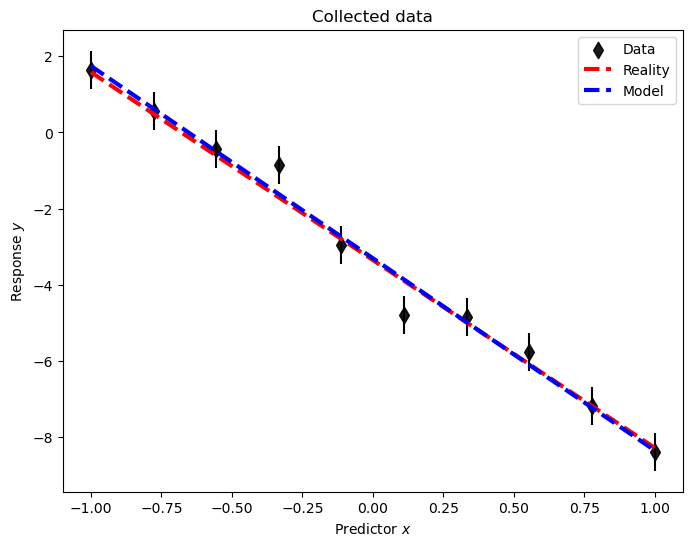 Collected data
Data
Reality
Model
2
0
−2
−4
−6
−8
Response y
−1.00 −0.75 −0.50 −0.25 0.00 0.25 0.50 0.75 1.00
Predictor x